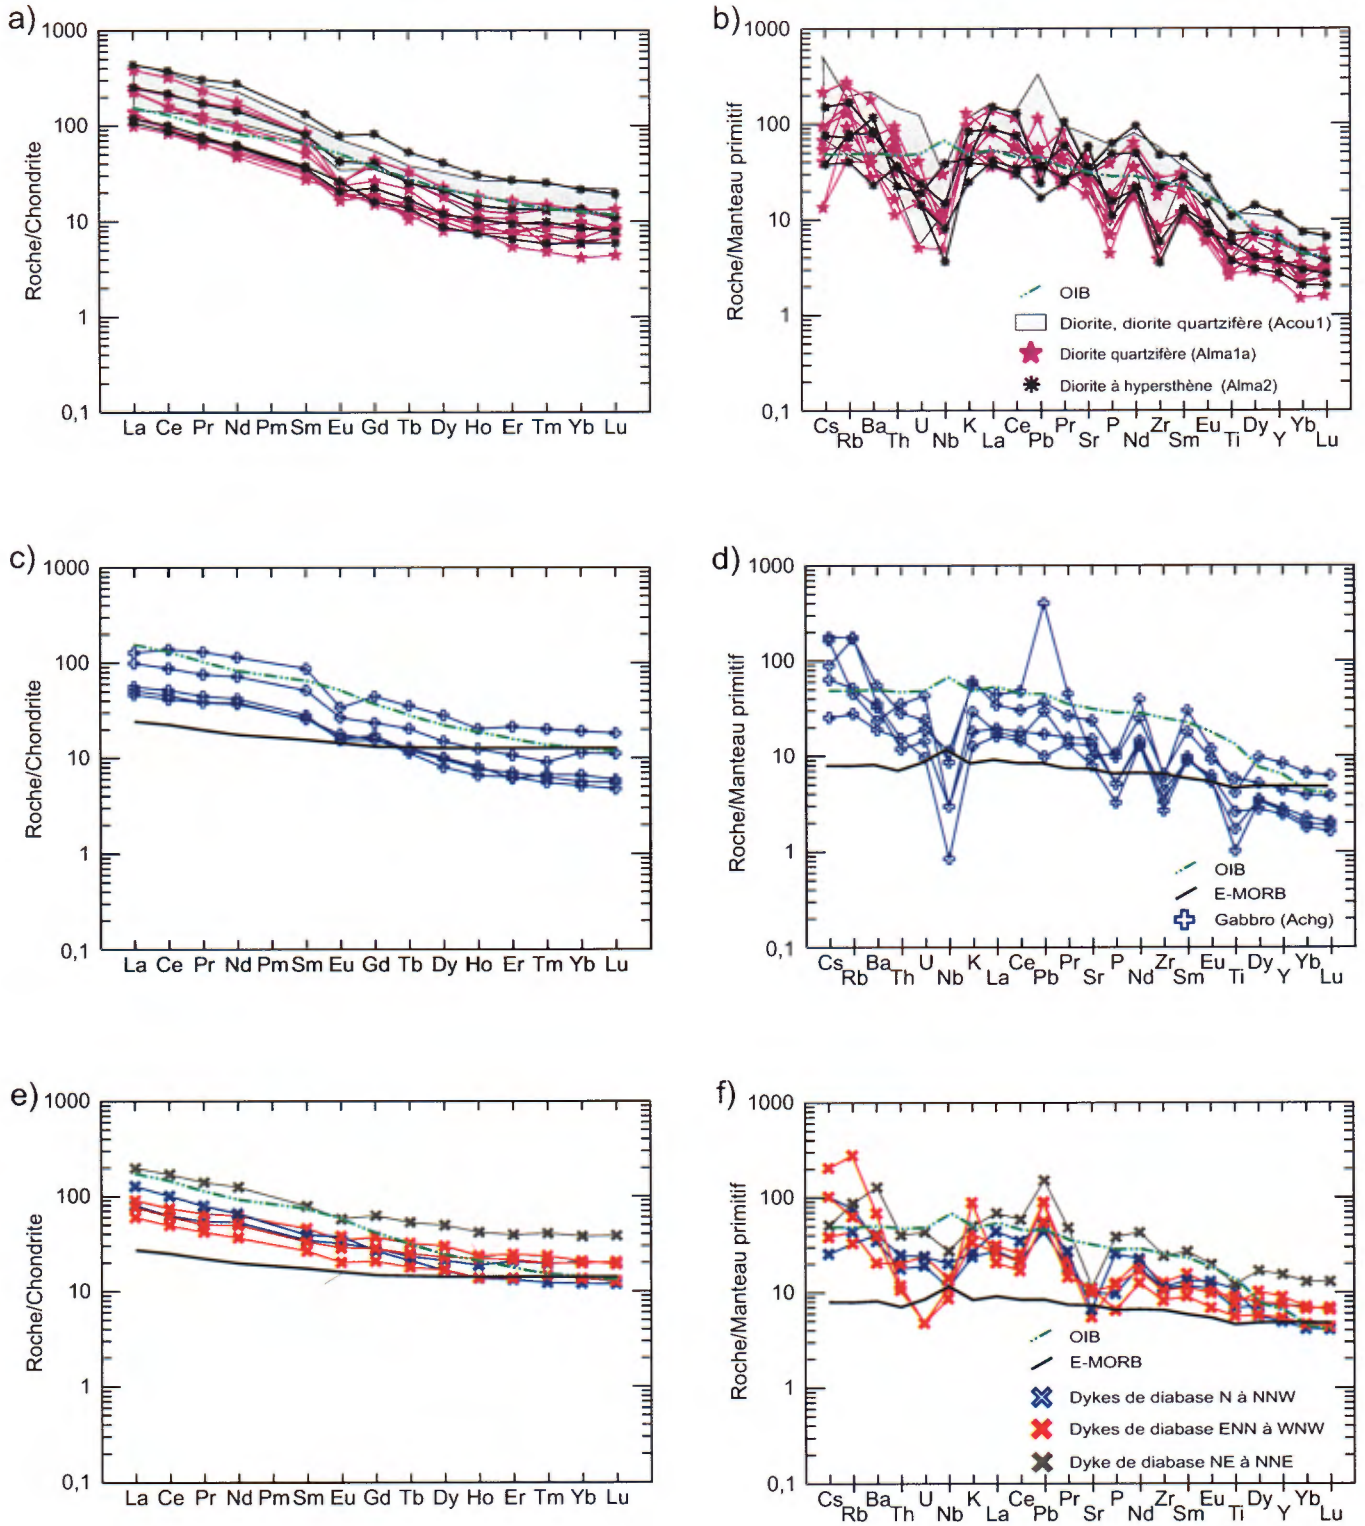 a)
Roche/Chondrite
1000
100
10
1
0,1
La Ce Pr Nd Pm Sm Eu Gd Tb Dy Ho Er Tm Yb Lu
b)
Roche/Manteau primitif
1000
100
10
1
0,1
OIB
Diorite, diorite quartzifère (Acou1)
Diorite quartzifère (Alma1a)
Diorite à hypersthène (Alma2)
Cs Rb Ba Th U Nb K La Ce Pb Pr Sr P Nd Zr Sm Eu Ti Dy Y Yb Lu
c)
Roche/Chondrite
1000
100
10
1
0,1
La Ce Pr Nd Pm Sm Eu Gd Tb Dy Ho Er Tm Yb Lu
d)
Roche/Manteau primitif
1000
100
10
1
0,1
OIB
E-MORB
Gabbro (Achg)
Cs Rb Ba Th U Nb K La Ce Pb Pr Sr P Nd Zr Sm Eu Ti Dy Y Yb Lu
e)
Roche/Chondrite
1000
100
10
1
0,1
La Ce Pr Nd Pm Sm Eu Gd Tb Dy Ho Er Tm Yb Lu
f)
Roche/Manteau primitif
1000
100
10
1
0,1
OIB
E-MORB
Dykes de diabase N à NNW
Dykes de diabase ENN à WNW
Dyke de diabase NE à NNE
Cs Rb Ba Th U Nb K La Ce Pb Pr Sr P Nd Zr Sm Eu Ti Dy Y Yb Lu